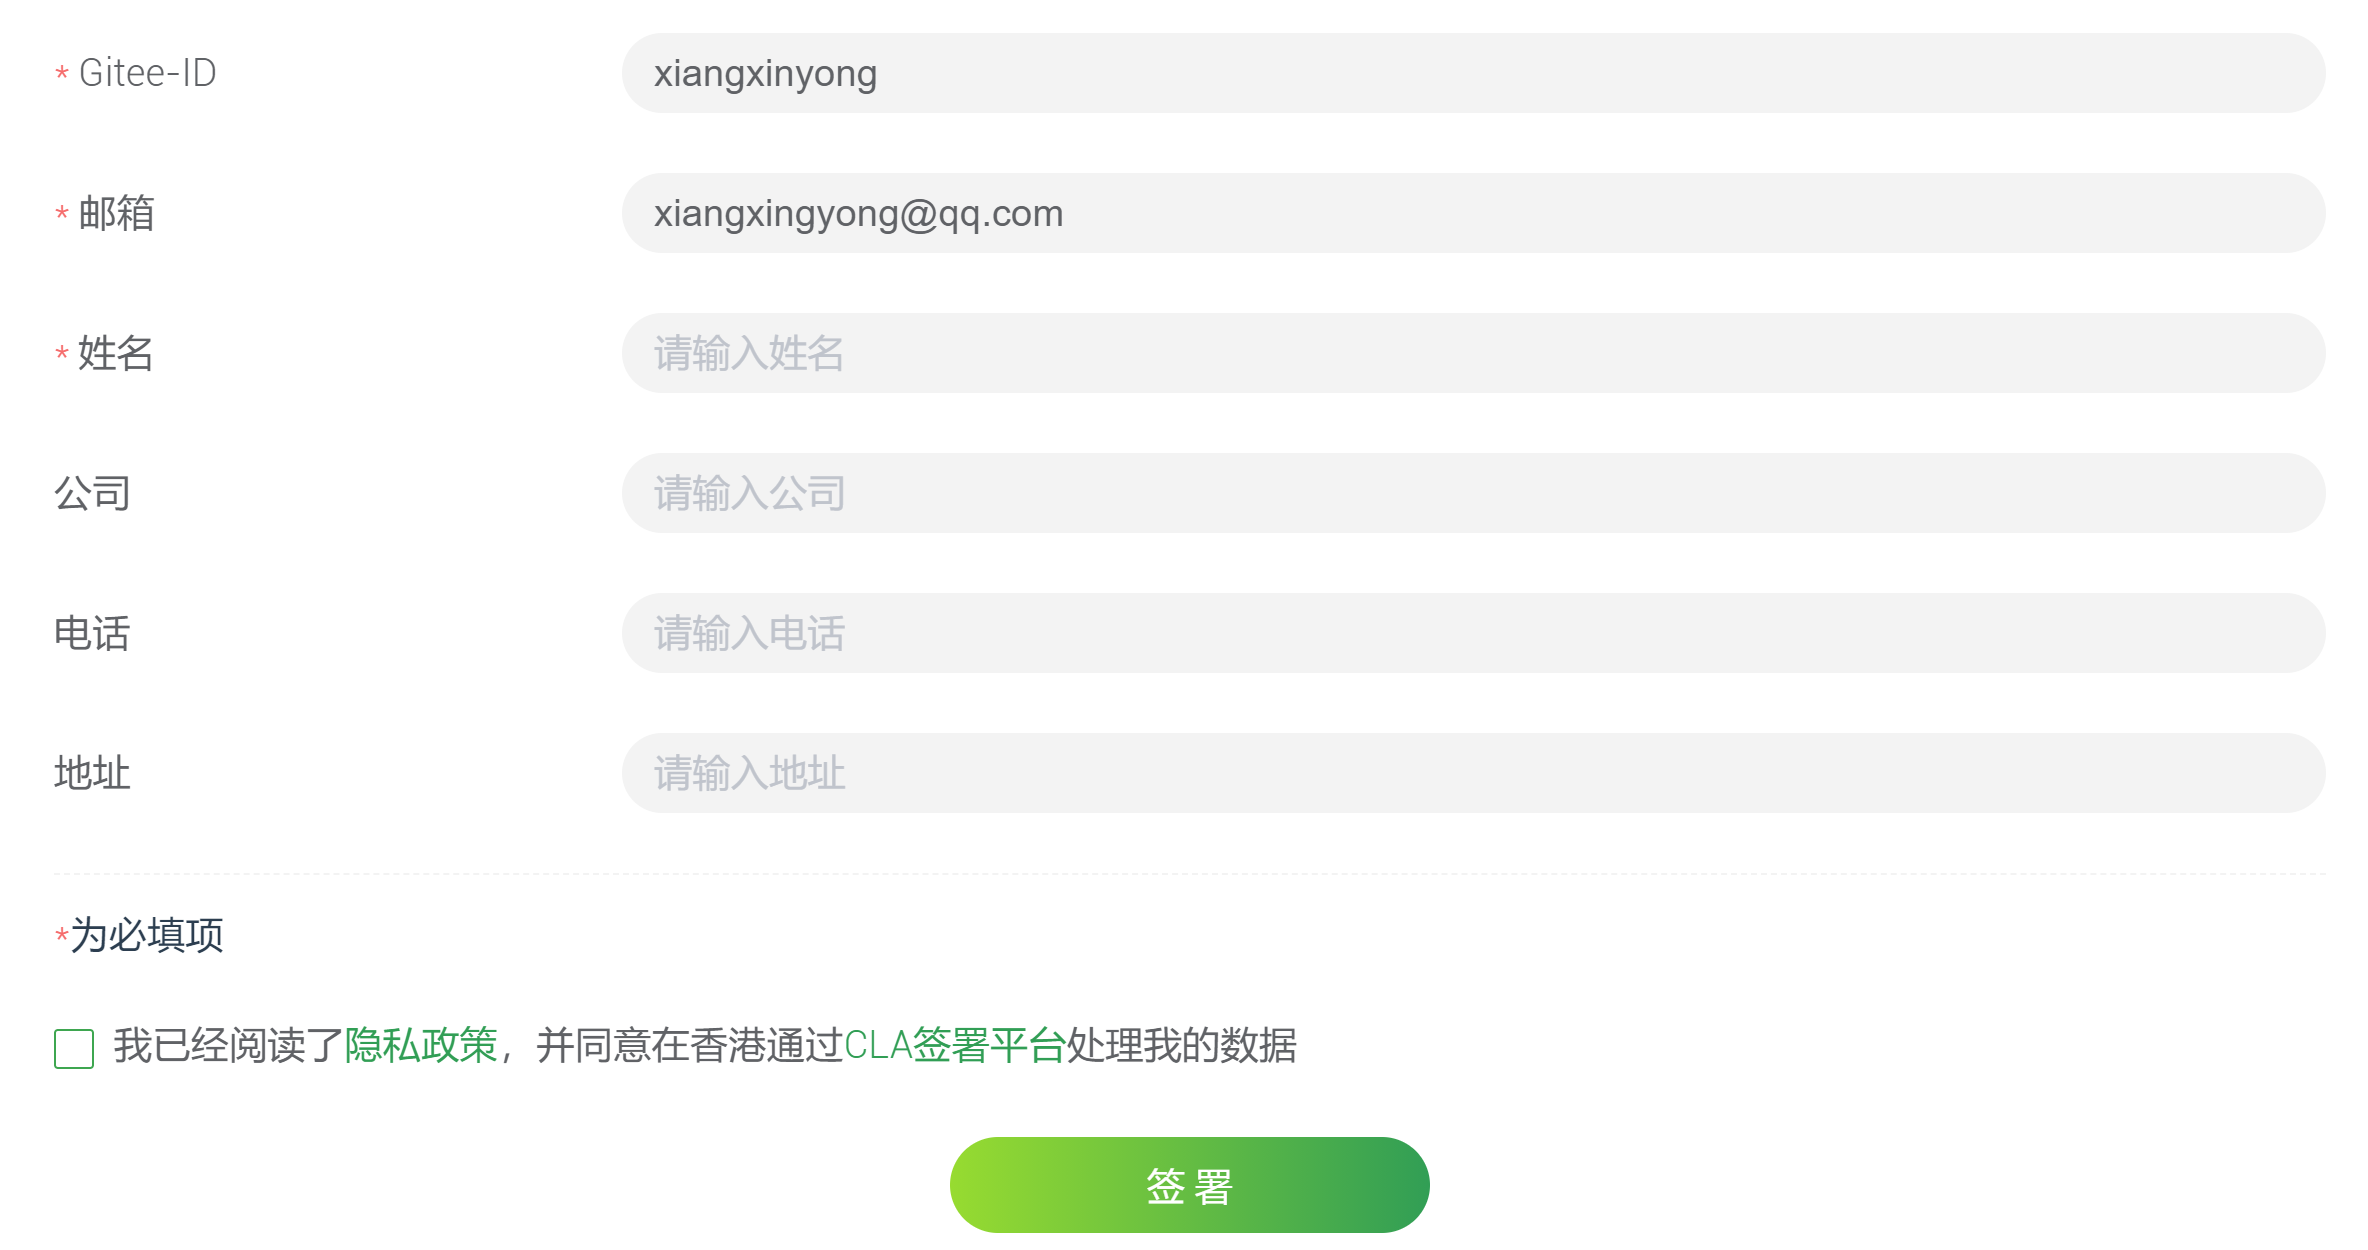 * Gitee-ID xiangxinyong
* 邮箱 xiangxingyong@qq.com
* 姓名 请输入姓名
公司 请输入公司
电话 请输入电话
地址 请输入地址
*为必填项
我已经阅读了隐私政策，并同意在香港通过CLA签署平台处理我的数据
签署